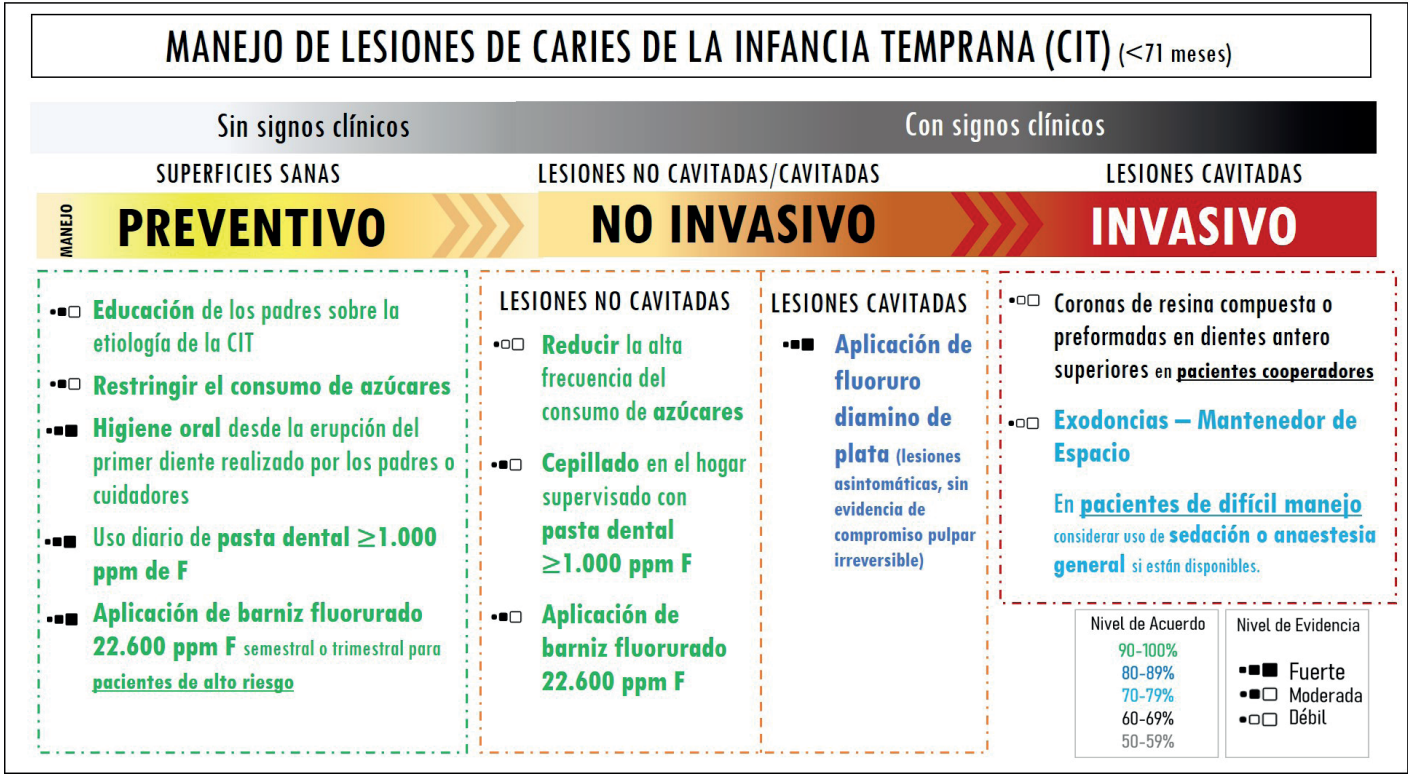 MANEJO DE LESIONES DE CARIES DE LA INFANCIA TEMPRANA (CIT) (<71 meses)
Sin signos clínicos
Con signos clínicos
SUPERFICIES SANAS
LESIONES NO CAVITADAS/CAVITADAS
LESIONES CAVITADAS
MANEJO
PREVENTIVO
NO INVASIVO
INVASIVO
Educación de los padres sobre la
etiología de la CIT
Restringir el consumo de azúcares
Higiene oral desde la erupción del
primer diente realizado por los padres o
cuidadores
Uso diario de pasta dental ≥1.000
ppm de F
Aplicación de barniz fluorurado
22.600 ppm F semestral o trimestral para
pacientes de alto riesgo
LESIONES NO CAVITADAS
Reducir la alta
frecuencia del
consumo de azúcares
Cepillado en el hogar
supervisado con
pasta dental
≥1.000 ppm F
Aplicación de
barniz fluorurado
22.600 ppm F
LESIONES CAVITADAS
Aplicación de
fluoruro
diamino de
plata (lesiones
asintomáticas, sin
evidencia de
compromiso pulpar
irreversible)
Coronas de resina compuesta o
preformadas en dientes antero
superiores en pacientes cooperadores
Exodoncias – Mantenedor de
Espacio
En pacientes de difícil manejo
considerar uso de sedación o anaestesia
general si están disponibles.
Nivel de Acuerdo
90-100%
80-89%
70-79%
60-69%
50-59%
Nivel de Evidencia
Fuerte
Moderada
Débil